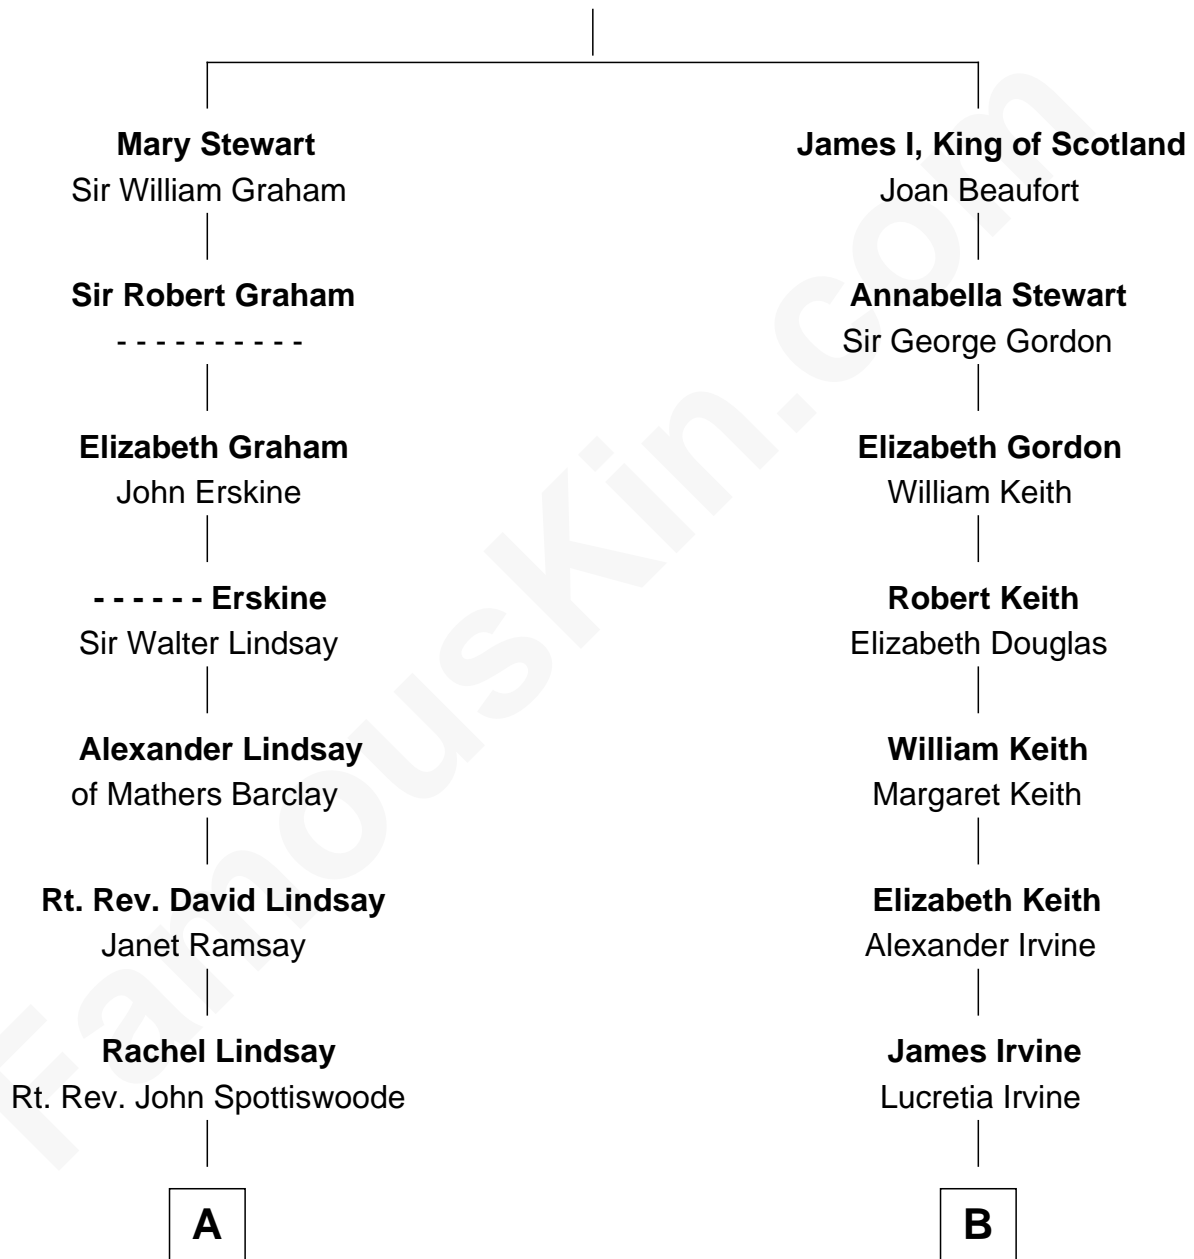 Mary Stewart
Sir William Graham
James I, King of Scotland
Joan Beaufort
Sir Robert Graham
- - - - - - - - - -
Annabella Stewart
Sir George Gordon
Elizabeth Graham
John Erskine
Elizabeth Gordon
William Keith
- - - - - - Erskine
Sir Walter Lindsay
Robert Keith
Elizabeth Douglas
Alexander Lindsay
of Mathers Barclay
William Keith
Margaret Keith
Rt. Rev. David Lindsay
Janet Ramsay
Elizabeth Keith
Alexander Irvine
Rachel Lindsay
Rt. Rev. John Spottiswoode
James Irvine
Lucretia Irvine
A
B
FamousKin.com